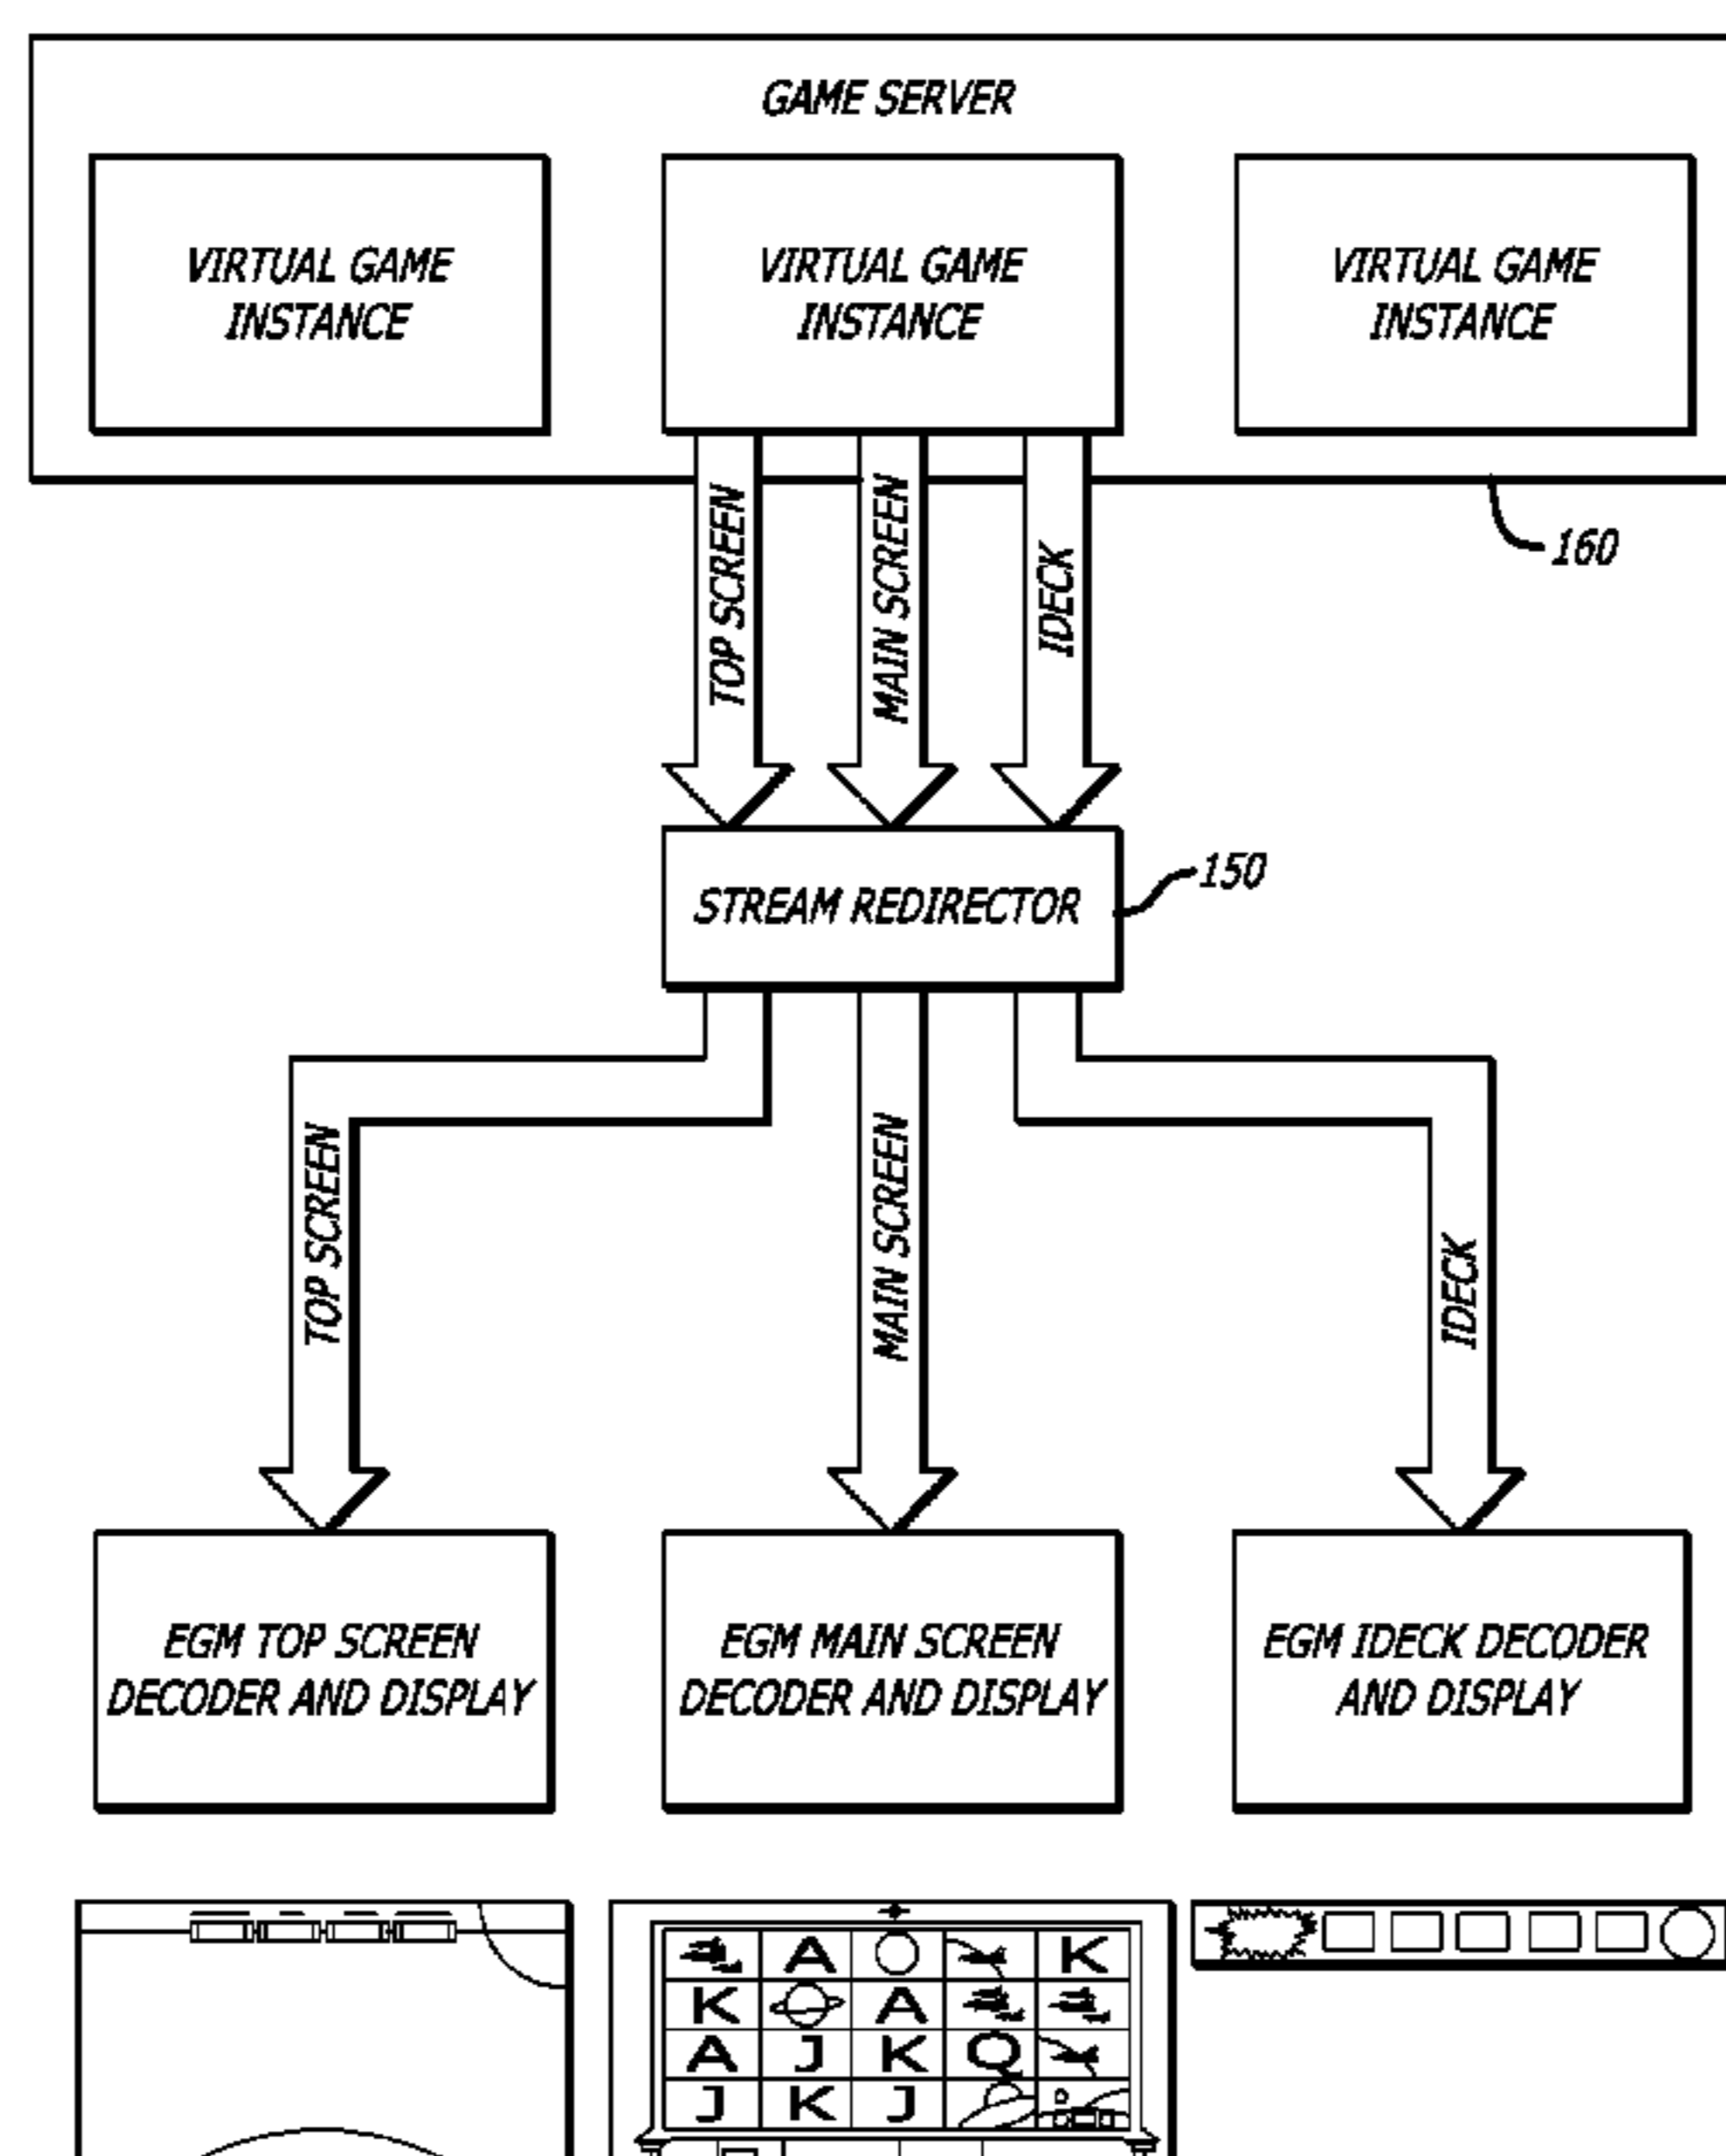 GAME SERVER
VIRTUAL GAME
INSTANCE
VIRTUAL GAME
INSTANCE
VIRTUAL GAME
INSTANCE
TOP SCREEN
MAIN SCREEN
IDECK
160
STREAM REDIRECTOR
150
TOP SCREEN
MAIN SCREEN
IDECK
EGM TOP SCREEN
DECODER AND DISPLAY
EGM MAIN SCREEN
DECODER AND DISPLAY
EGM IDECK DECODER
AND DISPLAY
A K
K A
A J K Q
J K J